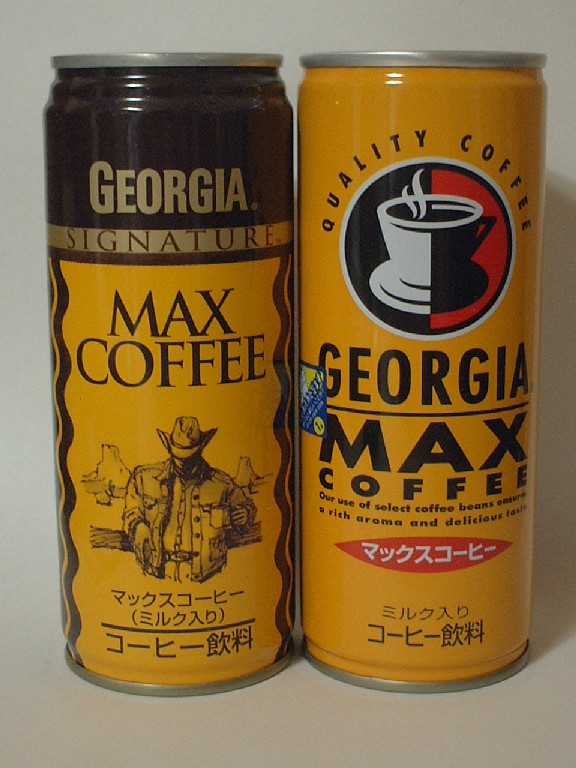 GEORGIA®
SIGNATURE™
MAX
COFFEE
マックスコーヒー
(ミルク入り)
コーヒー飲料
QUALITY COFFEE
GEORGIA®
MAX
COFFEE
Our use of select coffee beans ensures
a rich aroma and delicious taste
マックスコーヒー
ミルク入り
コーヒー飲料